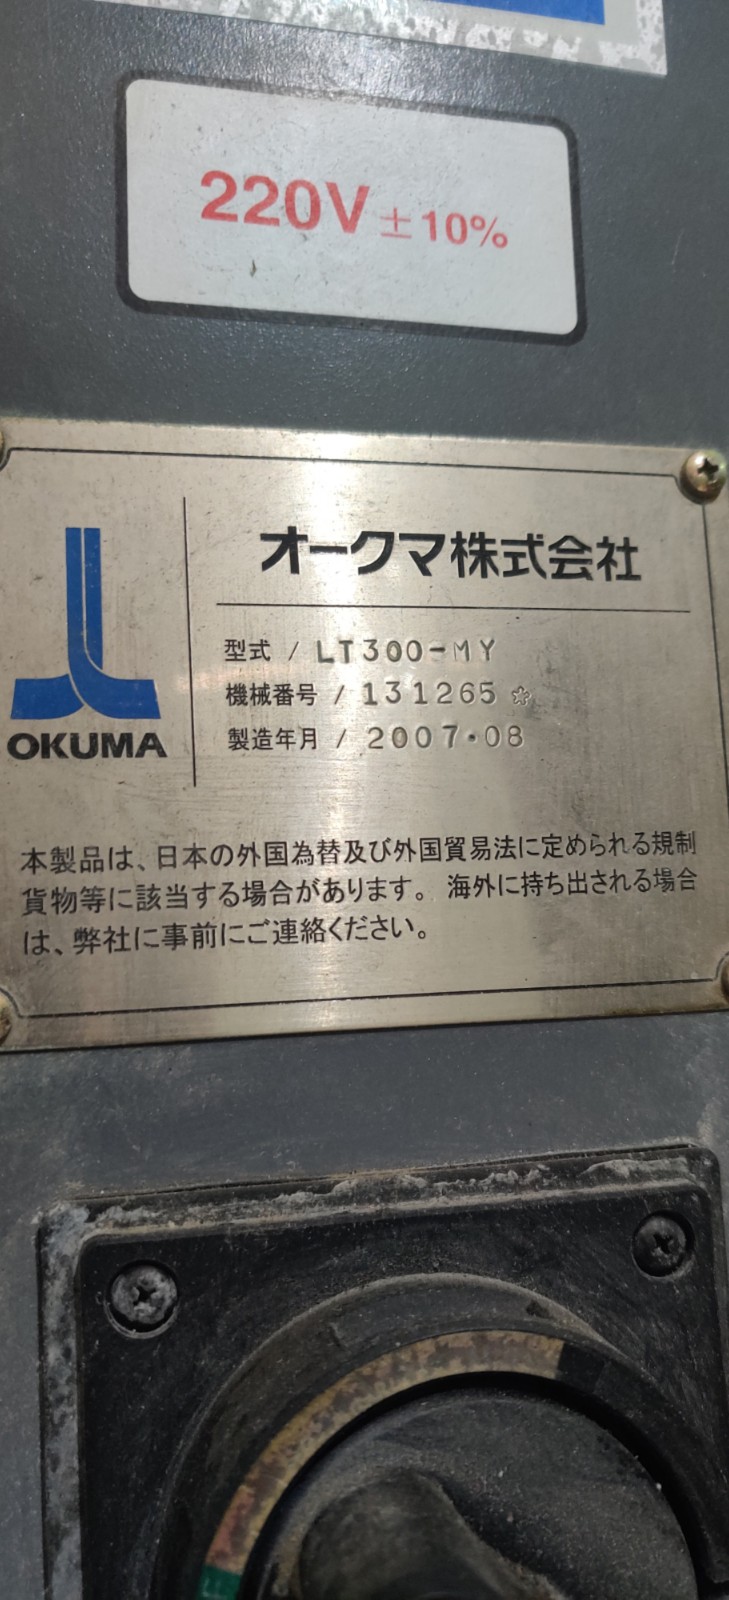 220V ±10%
オークマ株式会社
型式 / LT300-MY
機械番号 / 131265 *
製造年月 / 2007・08
OKUMA
本製品は、日本の外国為替及び外国貿易法に定められる規制
貨物等に該当する場合があります。 海外に持ち出される場合
は、弊社に事前にご連絡ください。